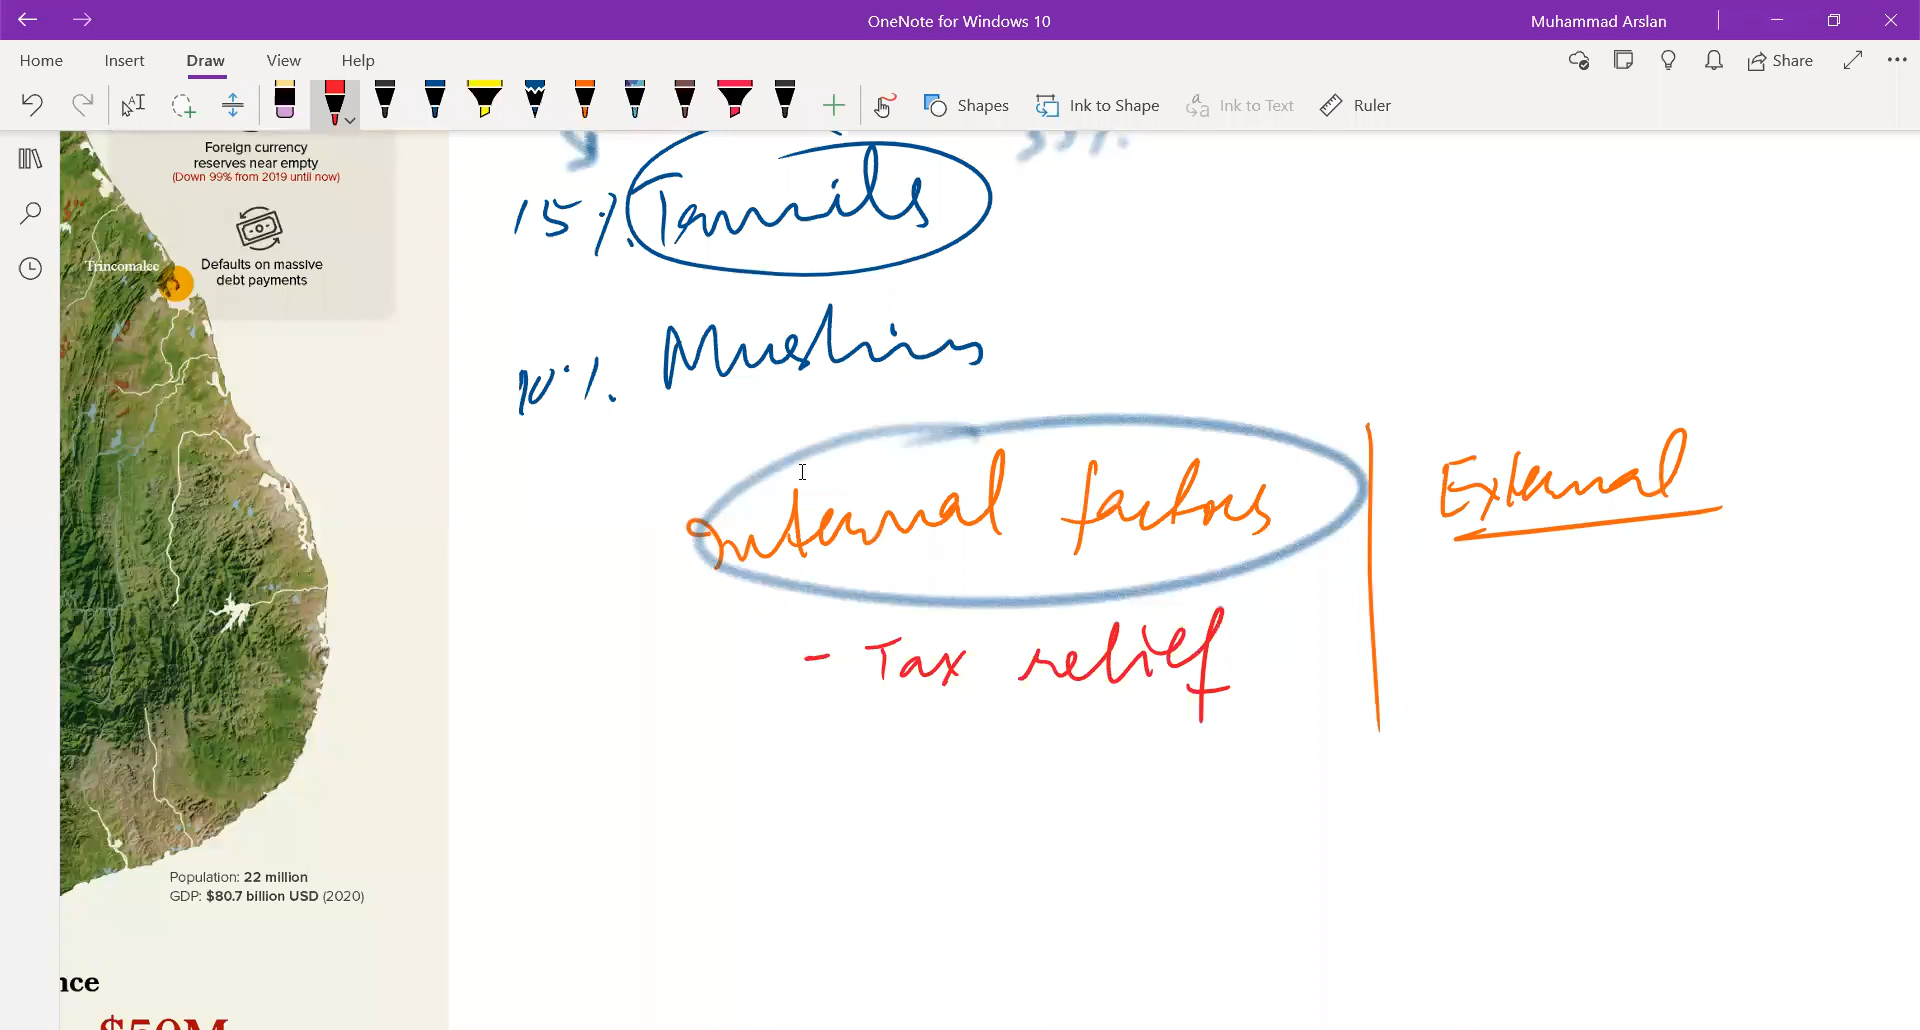 OneNote for Windows 10
Muhammad Arslan
Home Insert Draw View Help
Share
Shapes Ink to Shape Ink to Text Ruler
Foreign currency
reserves near empty
(Down 99% from 2019 until now)
Trincomalee
Defaults on massive
debt payments
Population: 22 million
GDP: $80.7 billion USD (2020)
nce
$50M
15%. Tamils
10%. Muslims
Internal factors
External
- Tax relief